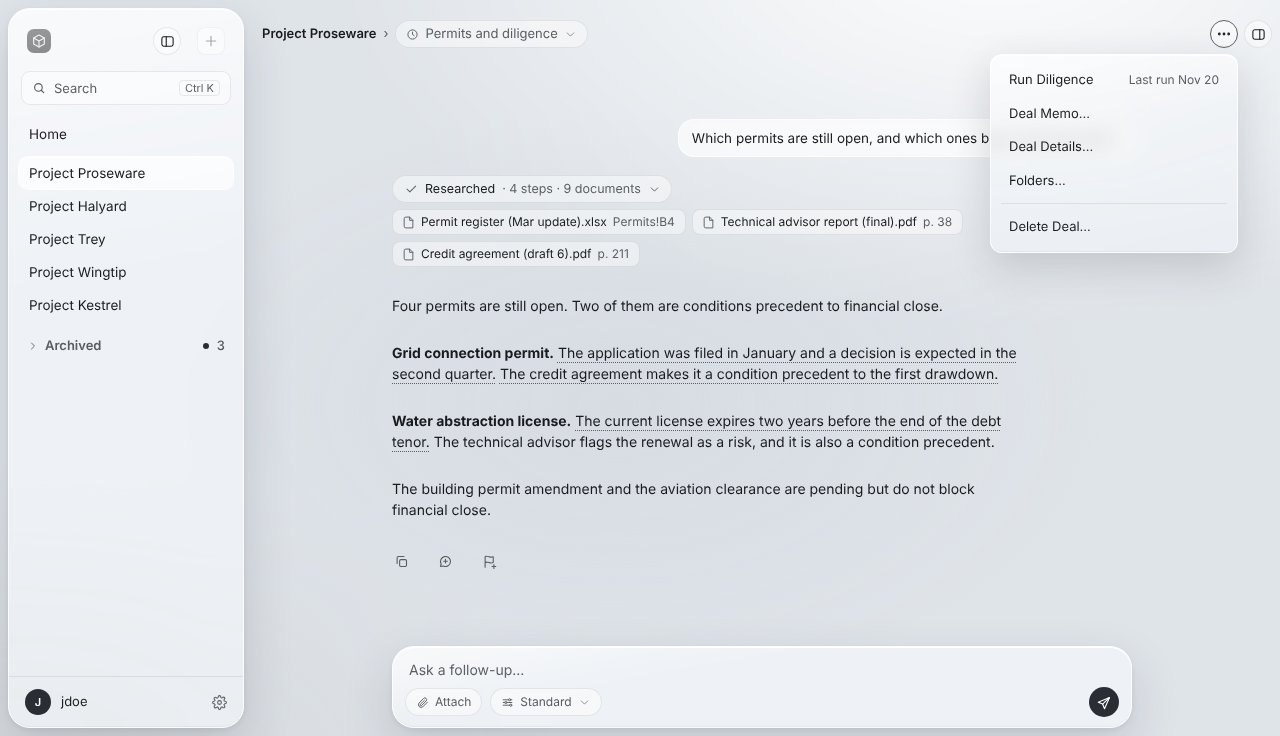 Project Proseware › Permits and diligence
Search Ctrl K
Home
Project Proseware
Project Halyard
Project Trey
Project Wingtip
Project Kestrel
Archived 3
J jdoe
Run Diligence Last run Nov 20
Deal Memo...
Deal Details...
Folders...
Delete Deal...
Which permits are still open, and which ones b
Researched · 4 steps · 9 documents
Permit register (Mar update).xlsx Permits!B4 Technical advisor report (final).pdf p. 38
Credit agreement (draft 6).pdf p. 211
Four permits are still open. Two of them are conditions precedent to financial close.
Grid connection permit. The application was filed in January and a decision is expected in the
second quarter. The credit agreement makes it a condition precedent to the first drawdown.
Water abstraction license. The current license expires two years before the end of the debt
tenor. The technical advisor flags the renewal as a risk, and it is also a condition precedent.
The building permit amendment and the aviation clearance are pending but do not block
financial close.
Ask a follow-up...
Attach Standard